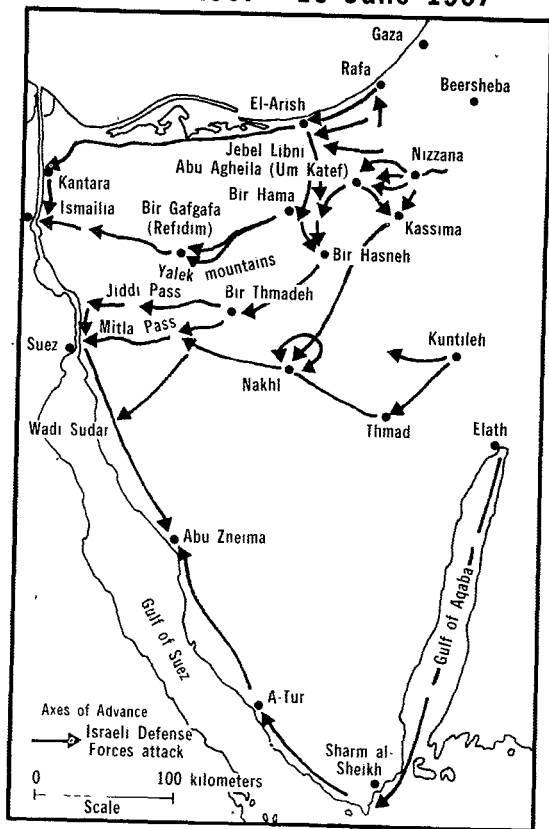 10 June 1967
Gaza
Rafa
Beersheba
El-Arish
Jebel Libni
Nizzana
Abu Agheila (Um Katef)
Kantara
Bir Hama
Ismailia
Bir Gafgafa
(Refidim)
Kassima
Bir Hasneh
Yalek mountains
Jiddi Pass
Bir Thmadeh
Mitla Pass
Suez
Kuntileh
Nakhl
Thmad
Wadi Sudar
Elath
Abu Zneima
Gulf of Suez
Gulf of Aqaba
A-Tur
Axes of Advance
Israeli Defense
Forces attack
Sharm al-
Sheikh
0 100 kilometers
Scale